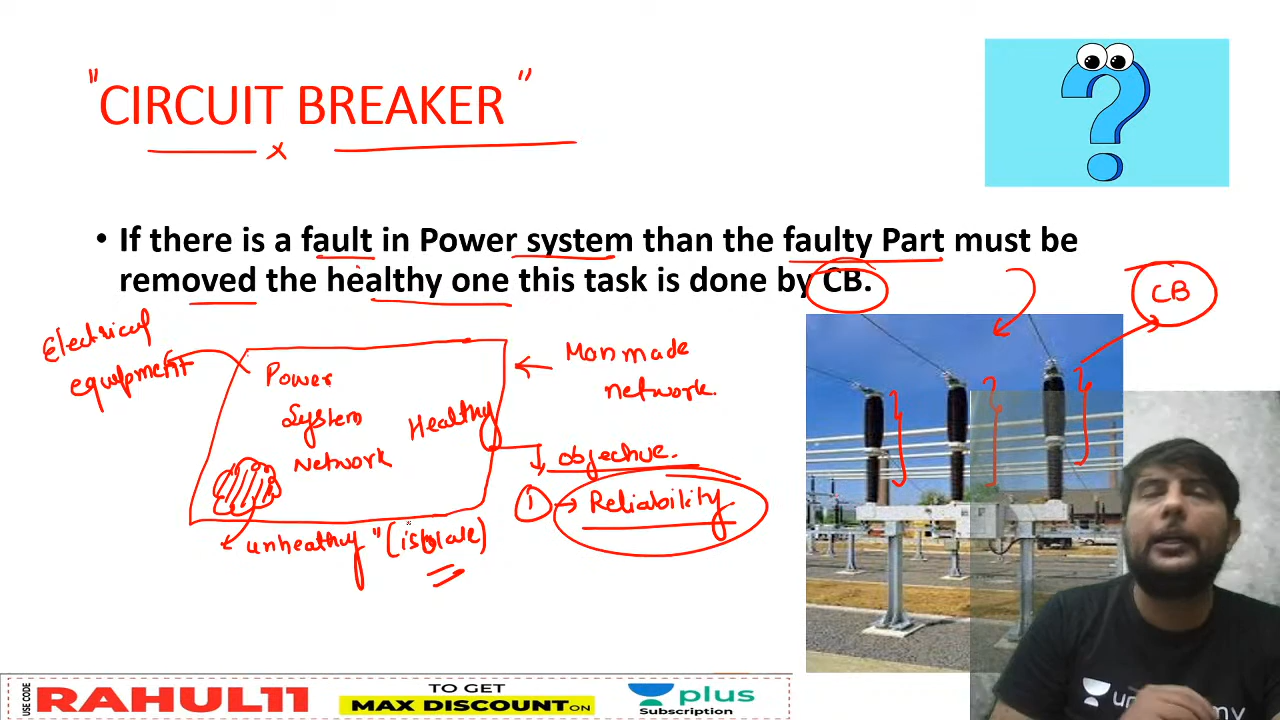 "CIRCUIT BREAKER"
• If there is a fault in Power system than the faulty Part must be
removed the healthy one this task is done by CB.
CB
Electrical
equipment
Power
System
Network
Healthy
Man made
network.
objective.
① → Reliability
unheathy "(isolate)
USE CODE
RAHUL11
TO GET
MAX DISCOUNT ON
plus
Subscription